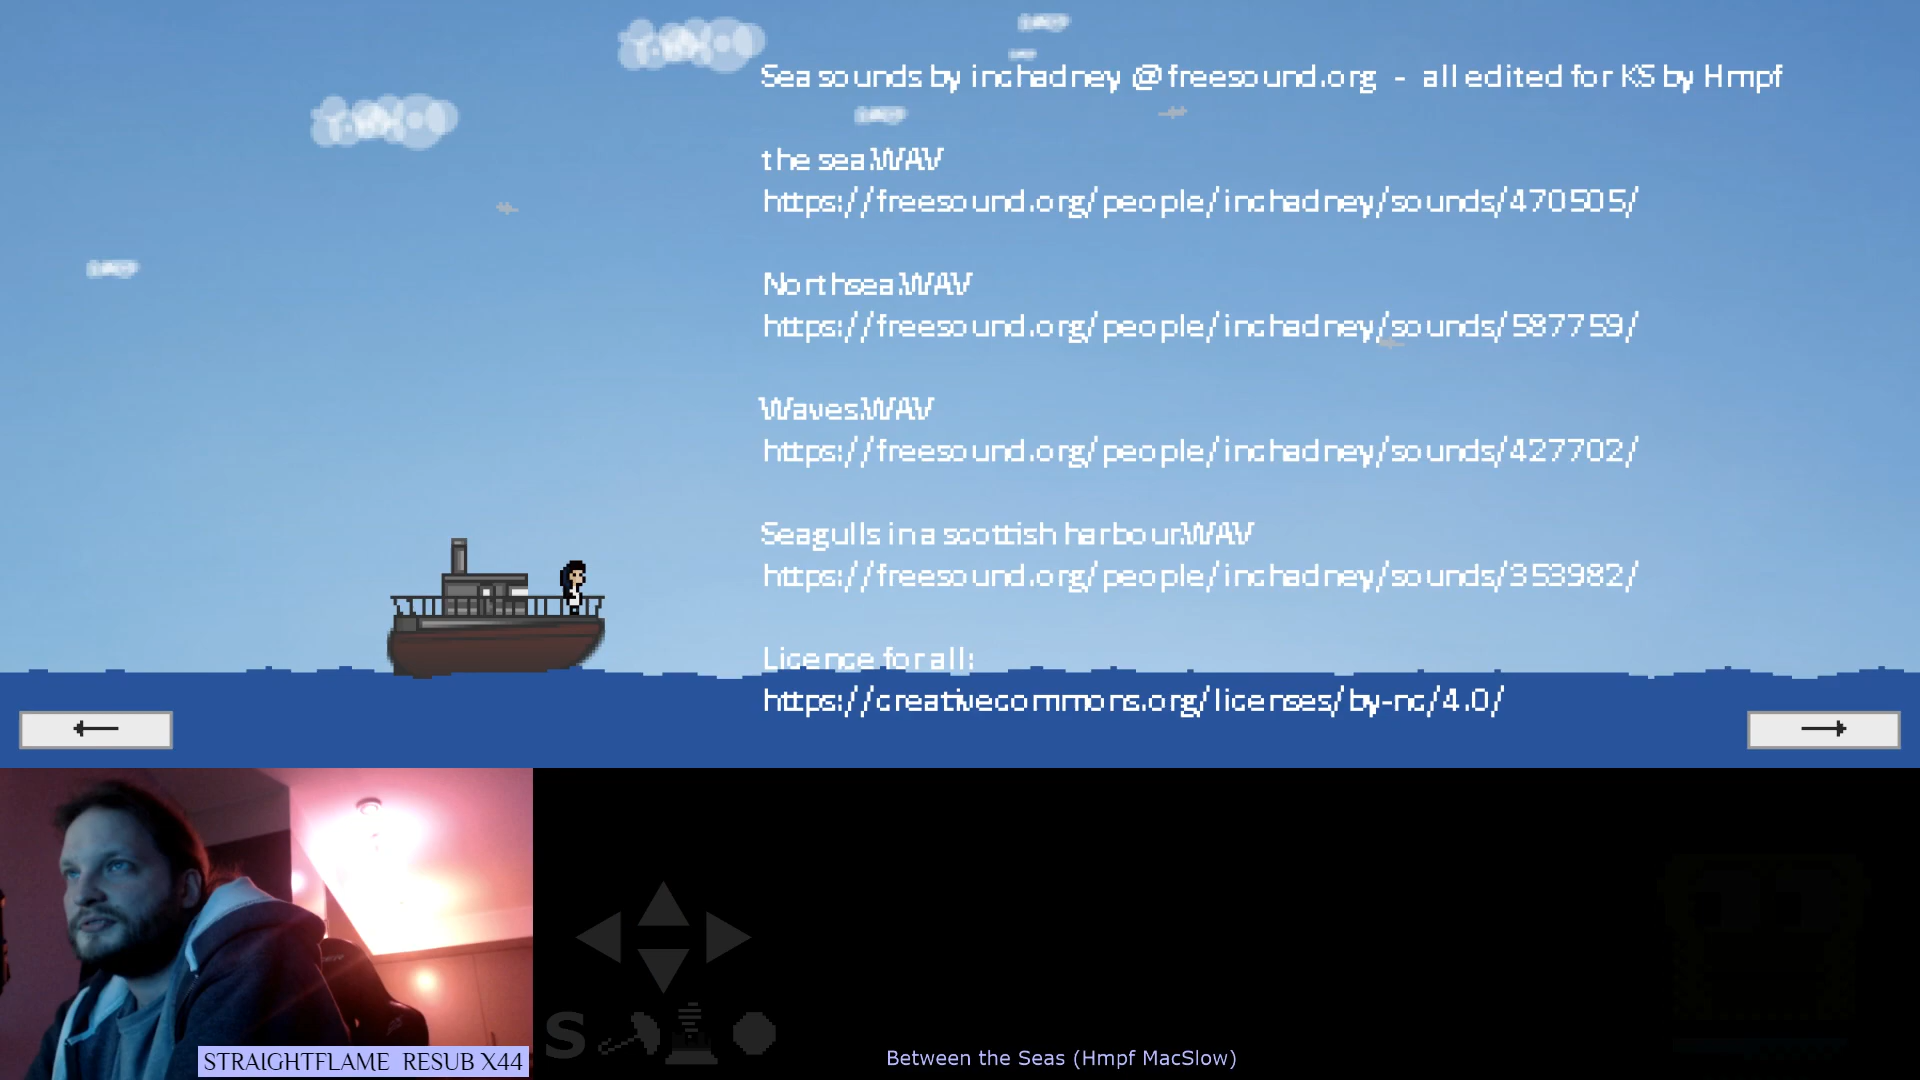 Sea sounds by inchadney @freesound.org - all edited for KS by Hmpf
the sea.WAV
https://freesound.org/people/inchadney/sounds/470505/
Northsea.WAV
https://freesound.org/people/inchadney/sounds/587759/
Waves.WAV
https://freesound.org/people/inchadney/sounds/427702/
Seagulls in a scottish harbour.WAV
https://freesound.org/people/inchadney/sounds/353982/
Licence for all:
https://creativecommons.org/licenses/by-nc/4.0/
S
STRAIGHTFLAME RESUB X44
Between the Seas (Hmpf MacSlow)